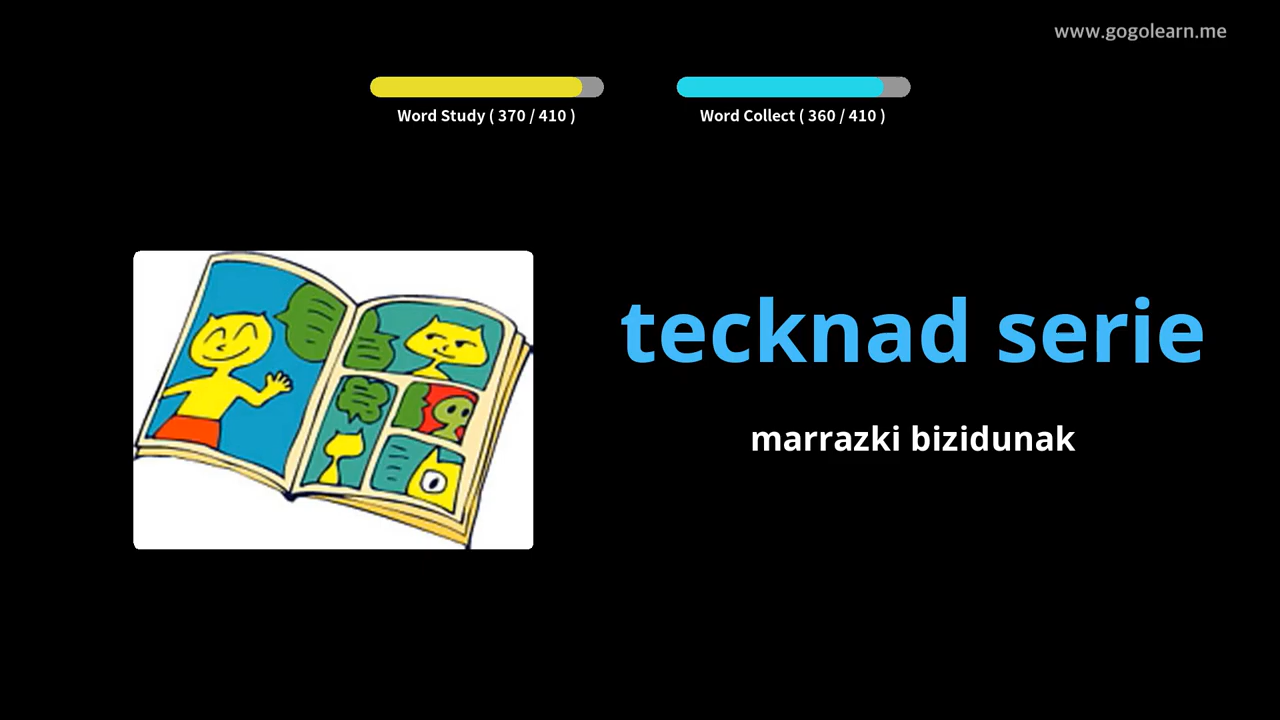 www.gogolearn.me
Word Study ( 370 / 410 )
Word Collect ( 360 / 410 )
tecknad serie
marrazki bizidunak